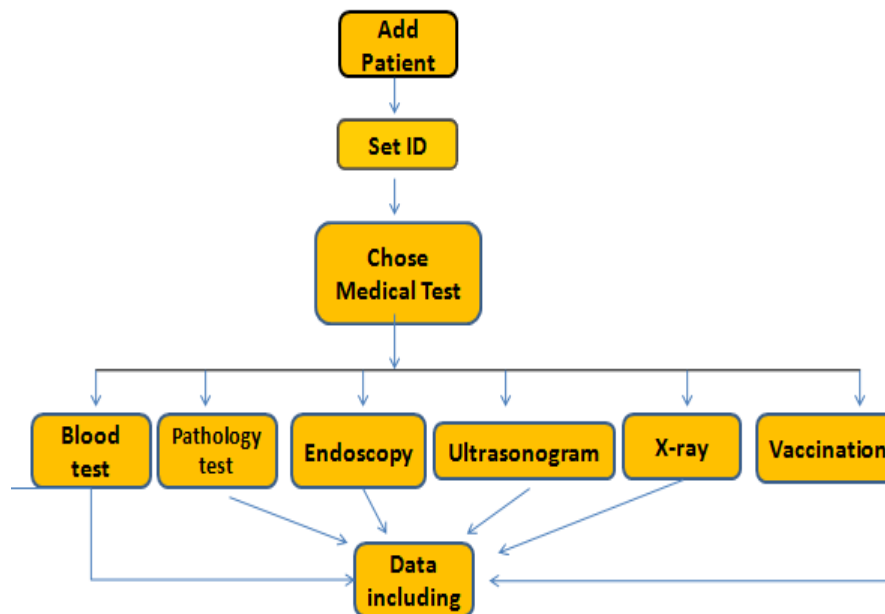 Add
Patient
Set ID
Chose
Medical Test
Blood
test
Pathology
test
Endoscopy
Ultrasonogram
X-ray
Vaccination
Data
including